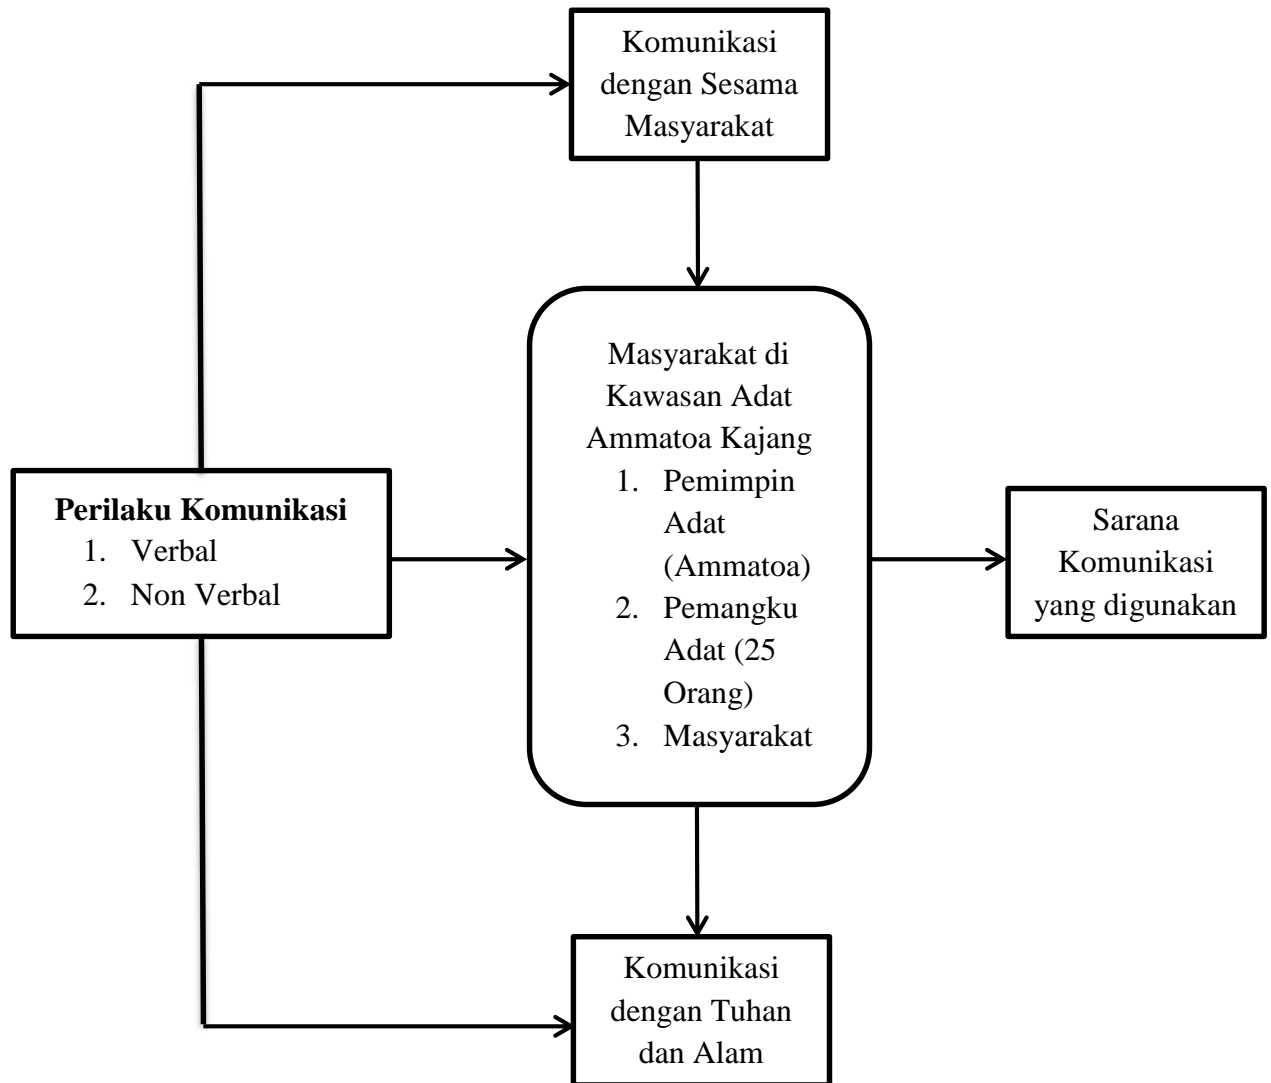 Komunikasi
dengan Sesama
Masyarakat
Masyarakat di
Kawasan Adat
Ammatoa Kajang
1. Pemimpin
Adat
(Ammatoa)
2. Pemangku
Adat (25
Orang)
3. Masyarakat
Perilaku Komunikasi
1. Verbal
2. Non Verbal
Sarana
Komunikasi
yang digunakan
Komunikasi
dengan Tuhan
dan Alam